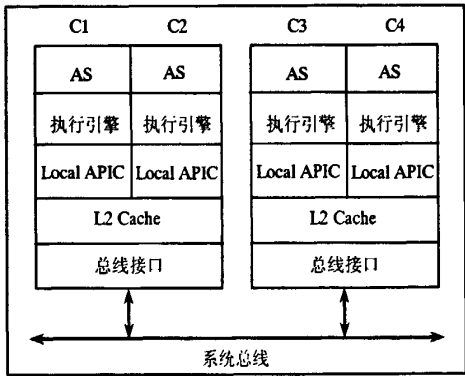 C1 C2 C3 C4
AS AS AS AS
执行引擎 执行引擎 执行引擎 执行引擎
Local APIC Local APIC Local APIC Local APIC
L2 Cache L2 Cache
总线接口 总线接口
系统总线